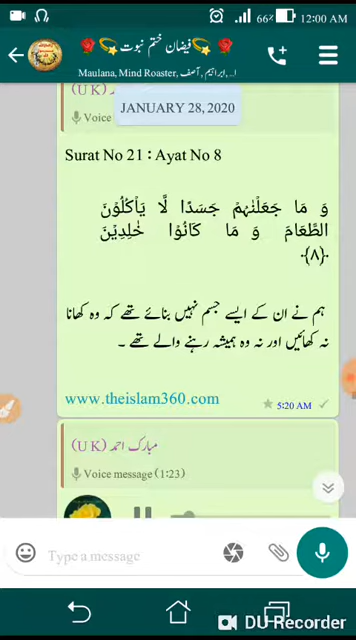 66% 12:00 AM
فیضان ختم نبوت
Maulana, Mind Roaster, ابراہیم, آصف,...
(U K)
Voice
JANUARY 28, 2020
Surat No 21 : Ayat No 8
وَ مَا جَعَلۡنٰہُمۡ جَسَدًا لَّا یَاۡکُلُوۡنَ
الطَّعَامَ وَ مَا کَانُوۡا خٰلِدِیۡنَ
﴿۸﴾
ہم نے ان کے ایسے جسم نہیں بنائے تھے کہ وہ کھانا
نہ کھائیں اور نہ وہ ہمیشہ رہنے والے تھے ۔
www.theislam360.com
5:20 AM
مبارک احمد (U K)
Voice message (1:23)
Type a message
DU Recorder